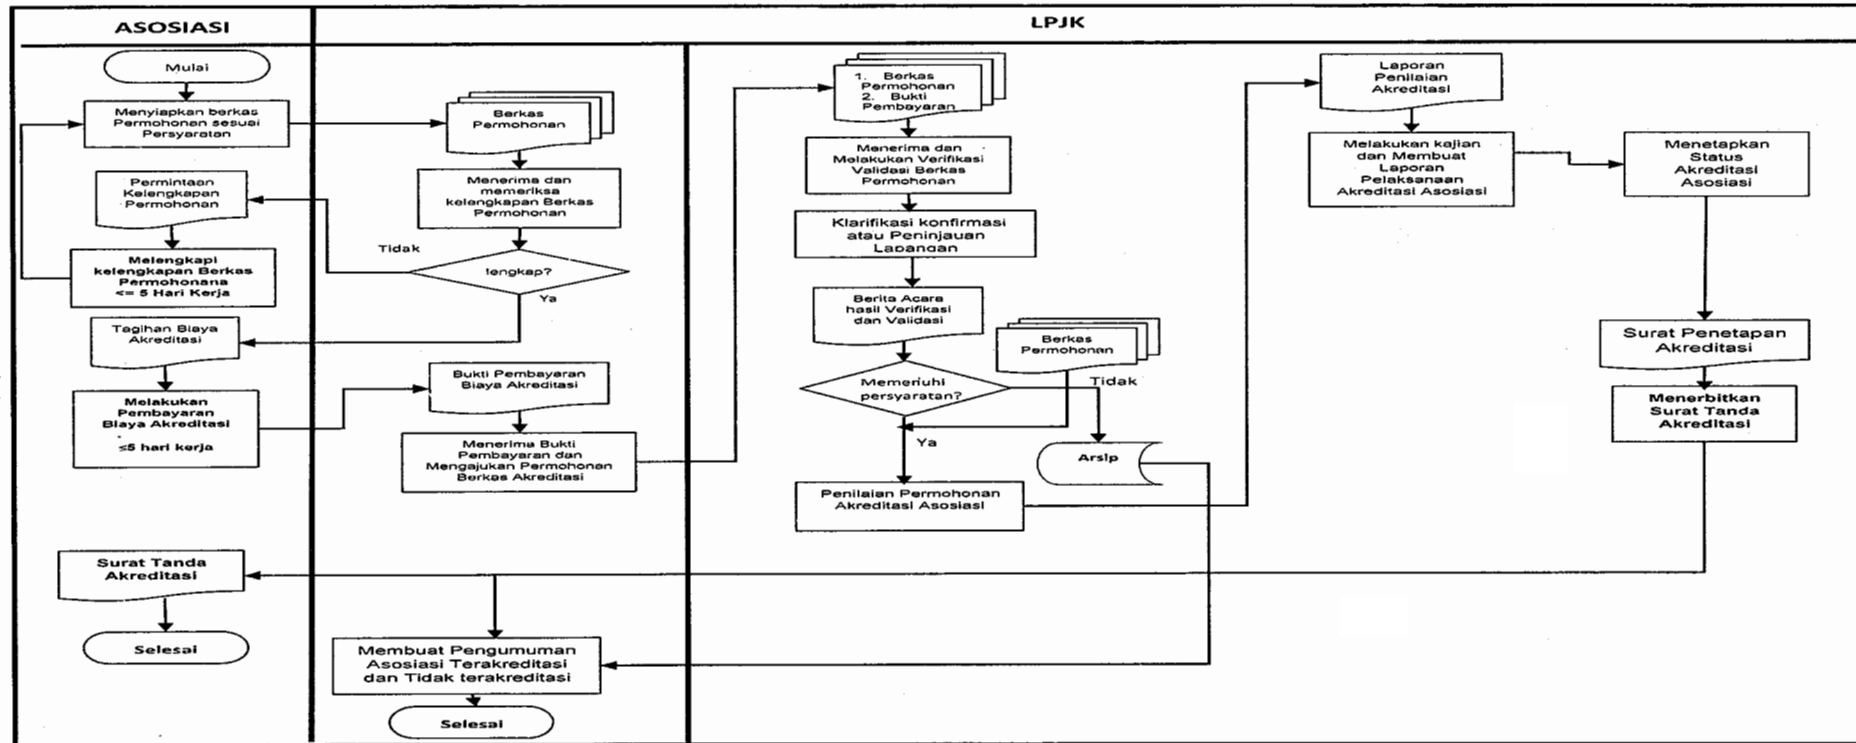 ASOSIASI
LPJK
Mulai
Menyiapkan berkas
Permohonan sesuai
Persyaratan
Permintaan
Kelengkapan
Permohonan
Melengkapi
kelengkapan Berkas
Permohonana
<= 5 Hari Kerja
Tagihan Biaya
Akreditasi
Melakukan
Pembayaran
Biaya Akreditasi
≤5 hari kerja
Surat Tanda
Akreditasi
Selesai
Berkas
Permohonan
Menerima dan
memeriksa
kelengkapan Berkas
Permohonan
Tidak
lengkap?
Ya
Bukti Pembayaran
Biaya Akreditasi
Menerima Bukti
Pembayaran dan
Mengajukan Permohonan
Berkas Akreditasi
Membuat Pengumuman
Asosiasi Terakreditasi
dan Tidak terakreditasi
Selesai
1. Berkas
Permohonan
2. Bukti
Pembayaran
Menerima dan
Melakukan Verifikasi
Validasi Berkas
Permohonan
Klarifikasi konfirmasi
atau Peninjauan
Lapangan
Berita Acara
hasil Verifikasi
dan Validasi
Berkas
Permohonan
Memenuhi
persyaratan?
Tidak
Ya
Arsip
Penilaian Permohonan
Akreditasi Asosiasi
Laporan
Penilaian
Akreditasi
Melakukan kajian
dan Membuat
Laporan
Pelaksanaan
Akreditasi Asosiasi
Menetapkan
Status
Akreditasi
Asosiasi
Surat Penetapan
Akreditasi
Menerbitkan
Surat Tanda
Akreditasi